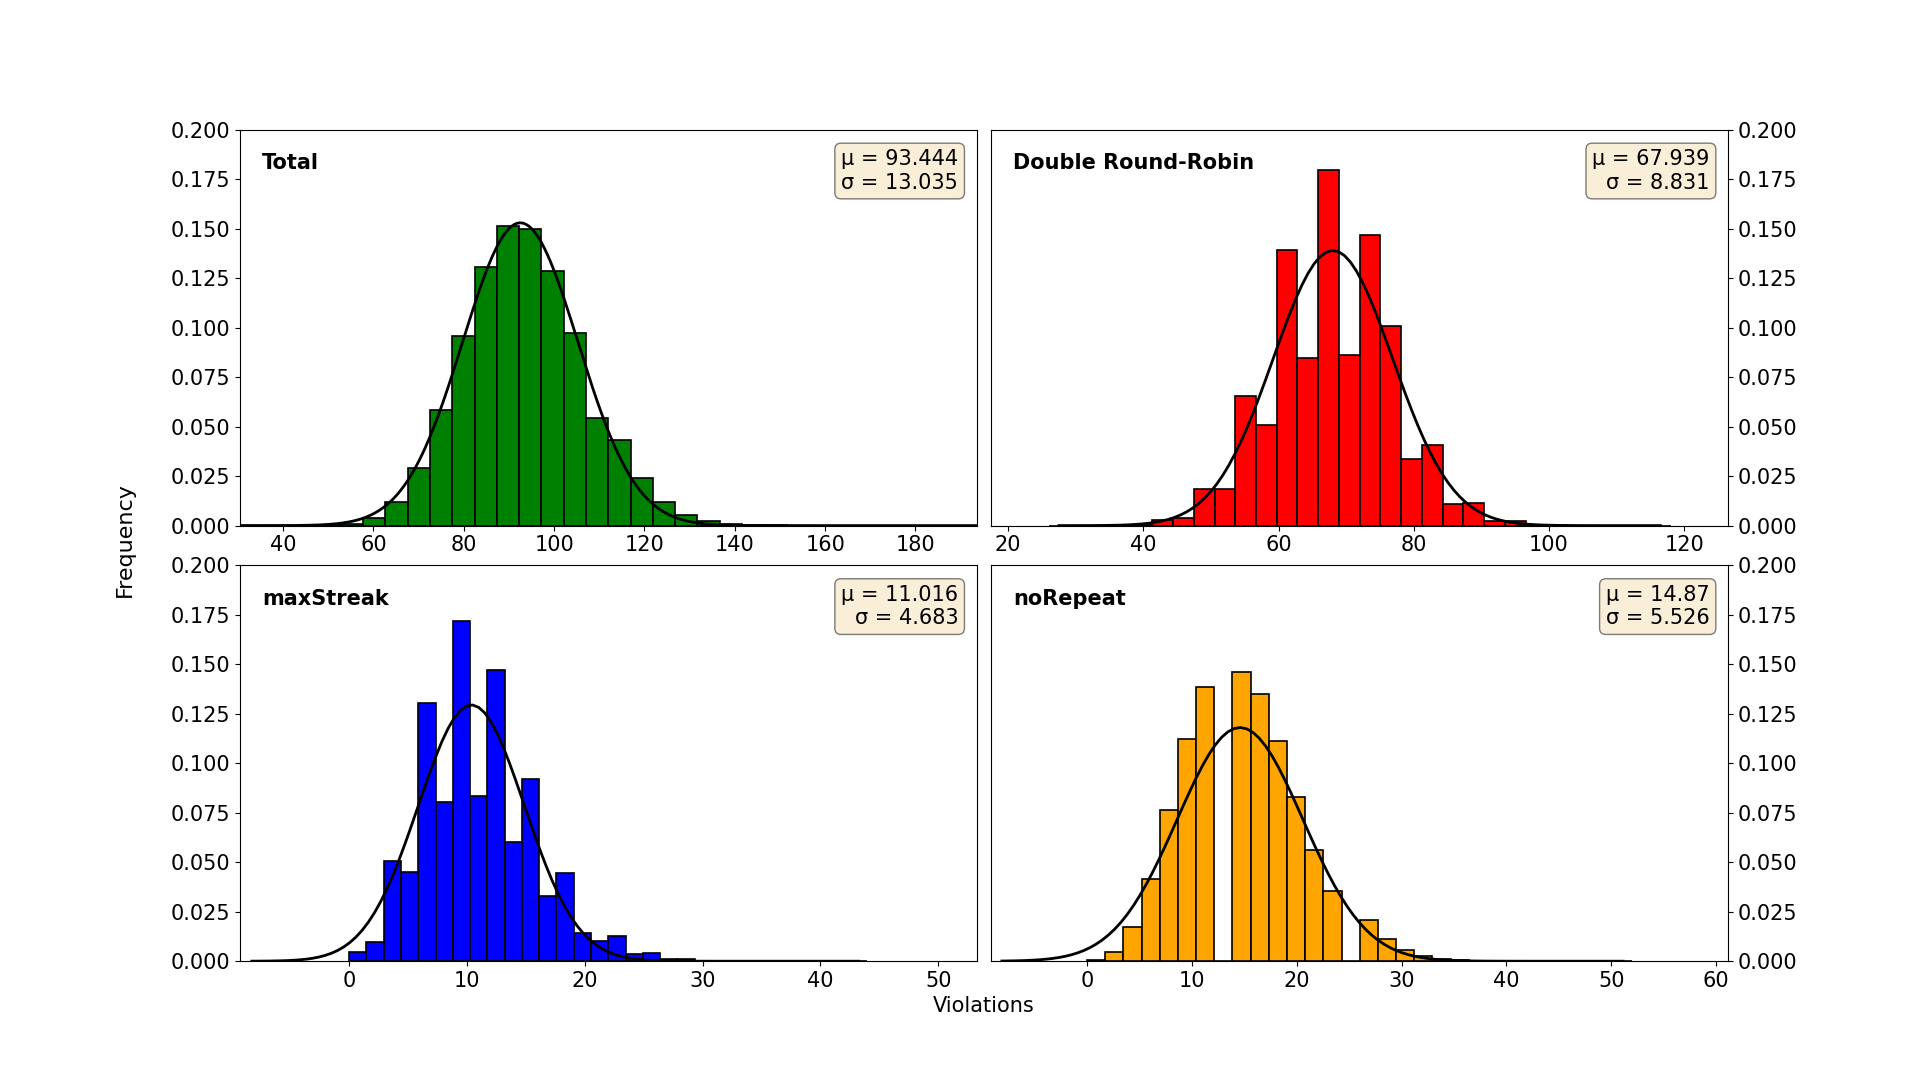 Total
μ = 93.444
σ = 13.035
Double Round-Robin
μ = 67.939
σ = 8.831
0.200
0.175
0.150
0.125
0.100
0.075
0.050
0.025
0.000
0.200
0.175
0.150
0.125
0.100
0.075
0.050
0.025
0.000
40 60 80 100 120 140 160 180
20 40 60 80 100 120
Frequency
maxStreak
μ = 11.016
σ = 4.683
noRepeat
μ = 14.87
σ = 5.526
0.200
0.175
0.150
0.125
0.100
0.075
0.050
0.025
0.000
0.200
0.175
0.150
0.125
0.100
0.075
0.050
0.025
0.000
0 10 20 30 40 50
0 10 20 30 40 50 60
Violations